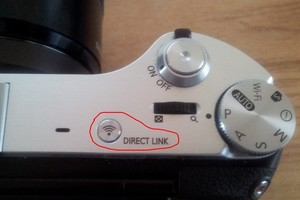 ON OFF
Wi-Fi
AUTO
P
A
S
M
DIRECT LINK